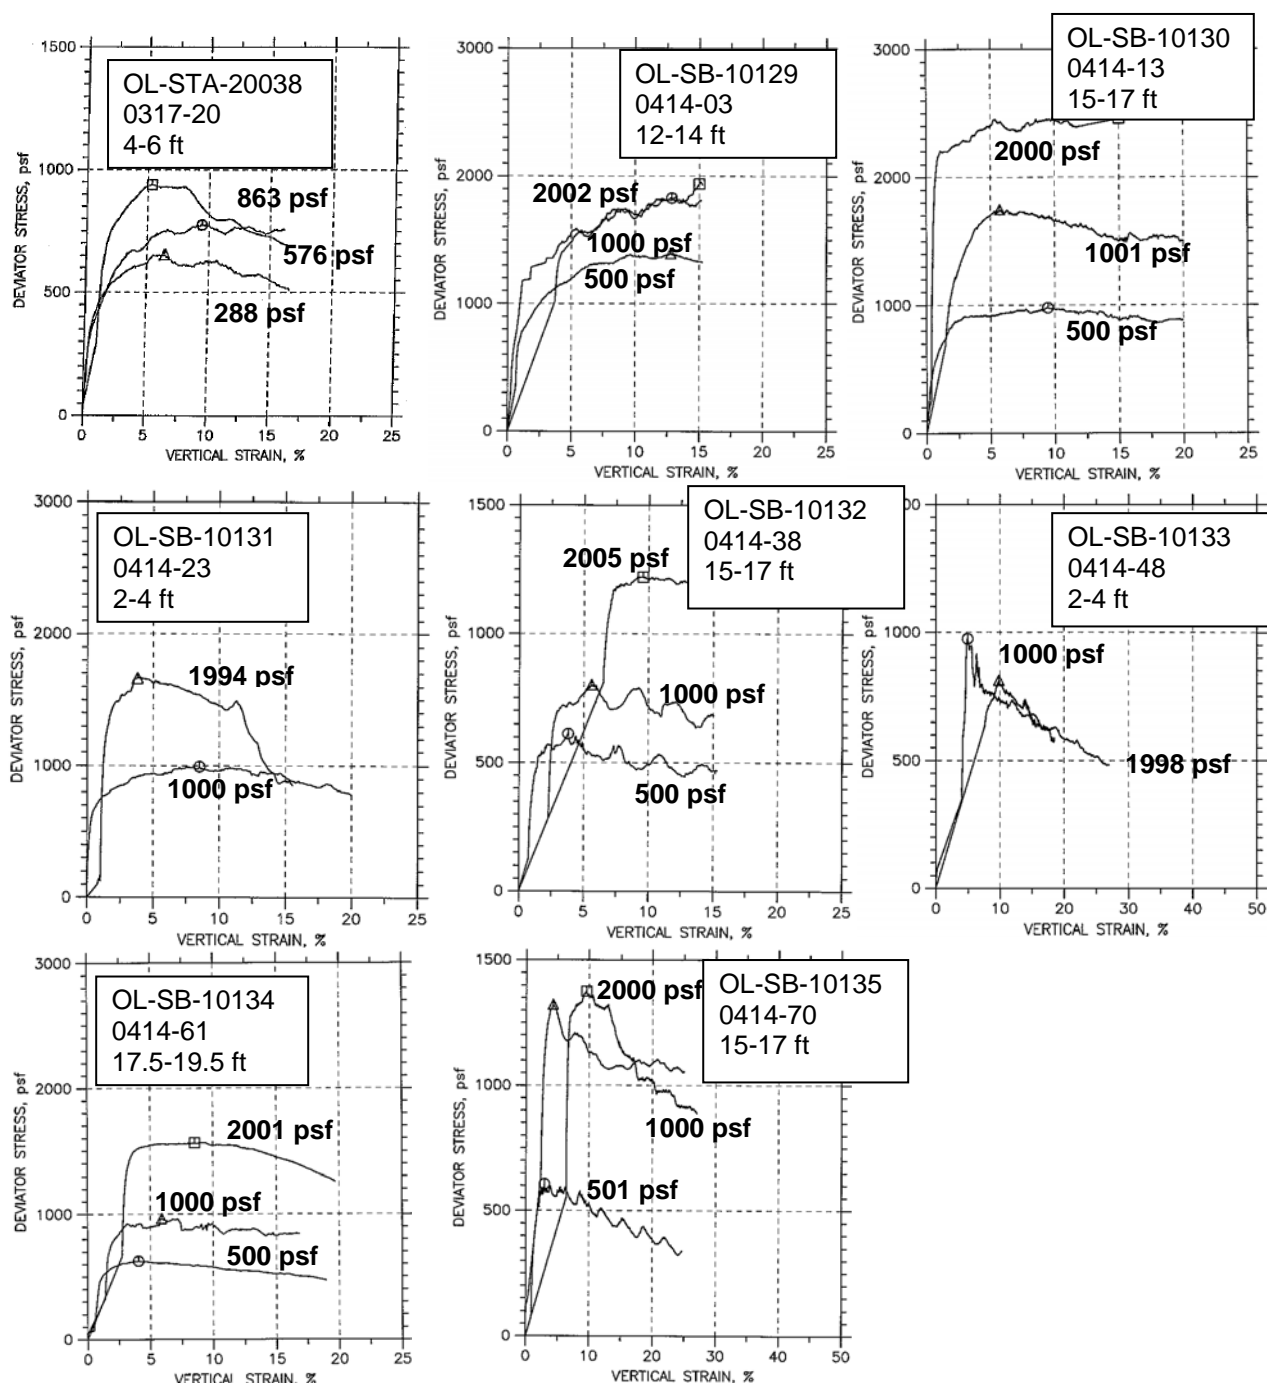 OL-STA-20038
0317-20
4-6 ft
DEVIATOR STRESS, psf
1500
1000
500
0
863 psf
576 psf
288 psf
0 5 10 15 20 25
VERTICAL STRAIN, %
OL-SB-10129
0414-03
12-14 ft
DEVIATOR STRESS, psf
3000
2000
1000
0
2002 psf
1000 psf
500 psf
0 5 10 15 20 25
VERTICAL STRAIN, %
OL-SB-10130
0414-13
15-17 ft
DEVIATOR STRESS, psf
3000
2000
1000
0
2000 psf
1001 psf
500 psf
0 5 10 15 20 25
VERTICAL STRAIN, %
OL-SB-10131
0414-23
2-4 ft
DEVIATOR STRESS, psf
3000
2000
1000
0
1994 psf
1000 psf
0 5 10 15 20 25
VERTICAL STRAIN, %
OL-SB-10132
0414-38
15-17 ft
DEVIATOR STRESS, psf
1500
1000
500
0
2005 psf
1000 psf
500 psf
0 5 10 15 20 25
VERTICAL STRAIN, %
OL-SB-10133
0414-48
2-4 ft
DEVIATOR STRESS, psf
1000
500
0
1000 psf
1998 psf
0 10 20 30 40 50
VERTICAL STRAIN, %
OL-SB-10134
0414-61
17.5-19.5 ft
DEVIATOR STRESS, psf
3000
2000
1000
0
2001 psf
1000 psf
500 psf
0 5 10 15 20 25
VERTICAL STRAIN, %
OL-SB-10135
0414-70
15-17 ft
DEVIATOR STRESS, psf
1500
1000
500
0
2000 psf
1000 psf
501 psf
0 10 20 30 40 50
VERTICAL STRAIN, %